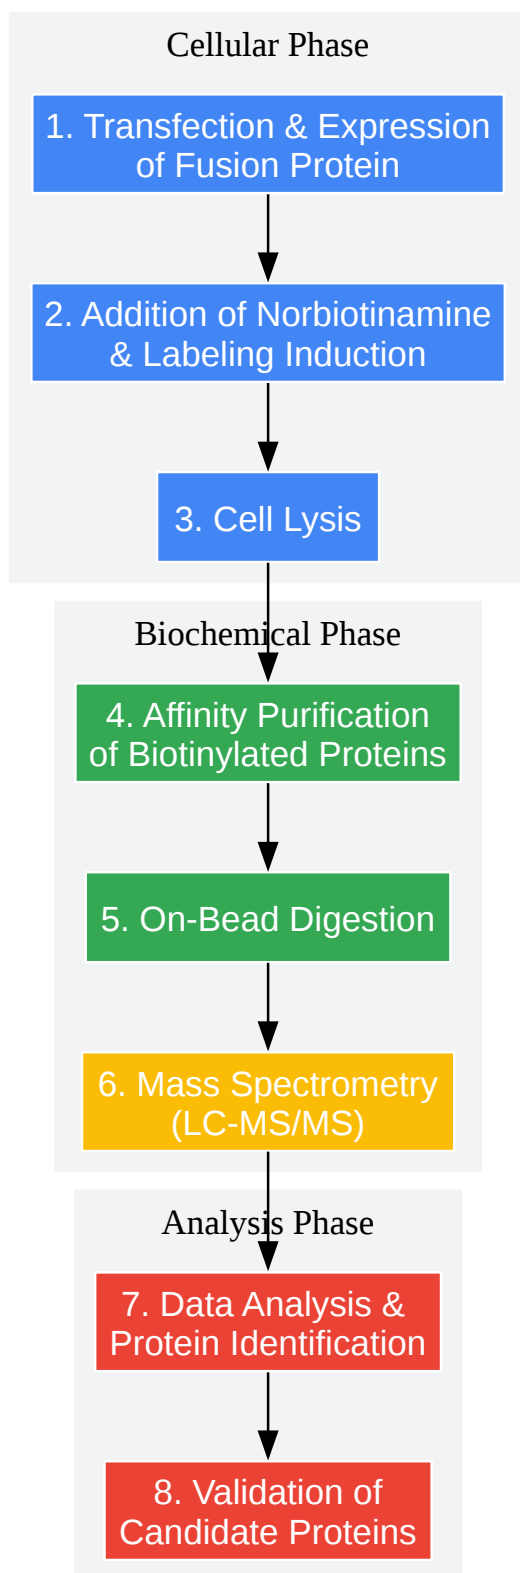 Cellular Phase
1. Transfection & Expression
of Fusion Protein
2. Addition of Norbiotinamine
& Labeling Induction
3. Cell Lysis
Biochemical Phase
4. Affinity Purification
of Biotinylated Proteins
5. On-Bead Digestion
6. Mass Spectrometry
(LC-MS/MS)
Analysis Phase
7. Data Analysis &
Protein Identification
8. Validation of
Candidate Proteins